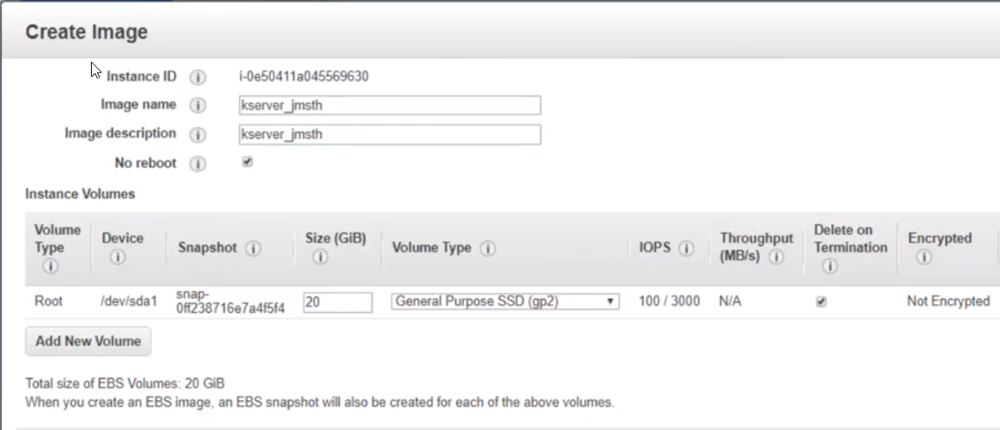 Create Image
Instance ID i-0e50411a045569630
Image name kserver_jmsth
Image description kserver_jmsth
No reboot
Instance Volumes
Volume Type Device Snapshot Size (GiB) Volume Type IOPS Throughput (MB/s) Delete on Termination Encrypted
Root /dev/sda1 snap-0ff238716e7a4f5f4 20 General Purpose SSD (gp2) 100 / 3000 N/A Not Encrypted
Add New Volume
Total size of EBS Volumes: 20 GiB
When you create an EBS image, an EBS snapshot will also be created for each of the above volumes.